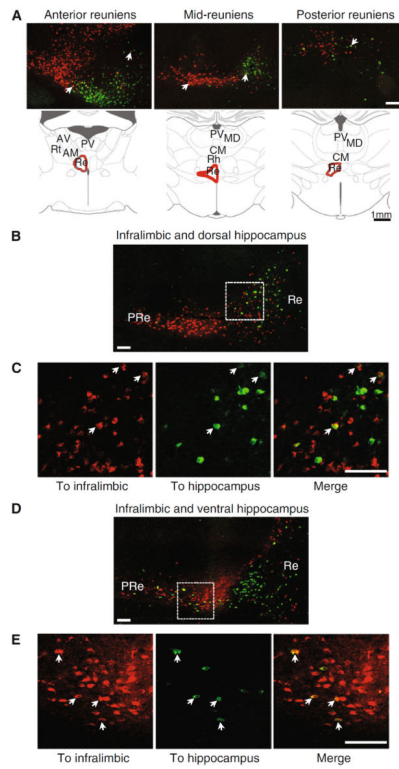 A
Anterior reuniens Mid-reuniens Posterior reuniens
AV PV
Rt AM
Re
PV MD
CM
Rh
Re
PV MD
CM
Re
1mm
B
Infralimbic and dorsal hippocampus
PRe Re
C
To infralimbic To hippocampus Merge
D
Infralimbic and ventral hippocampus
PRe Re
E
To infralimbic To hippocampus Merge